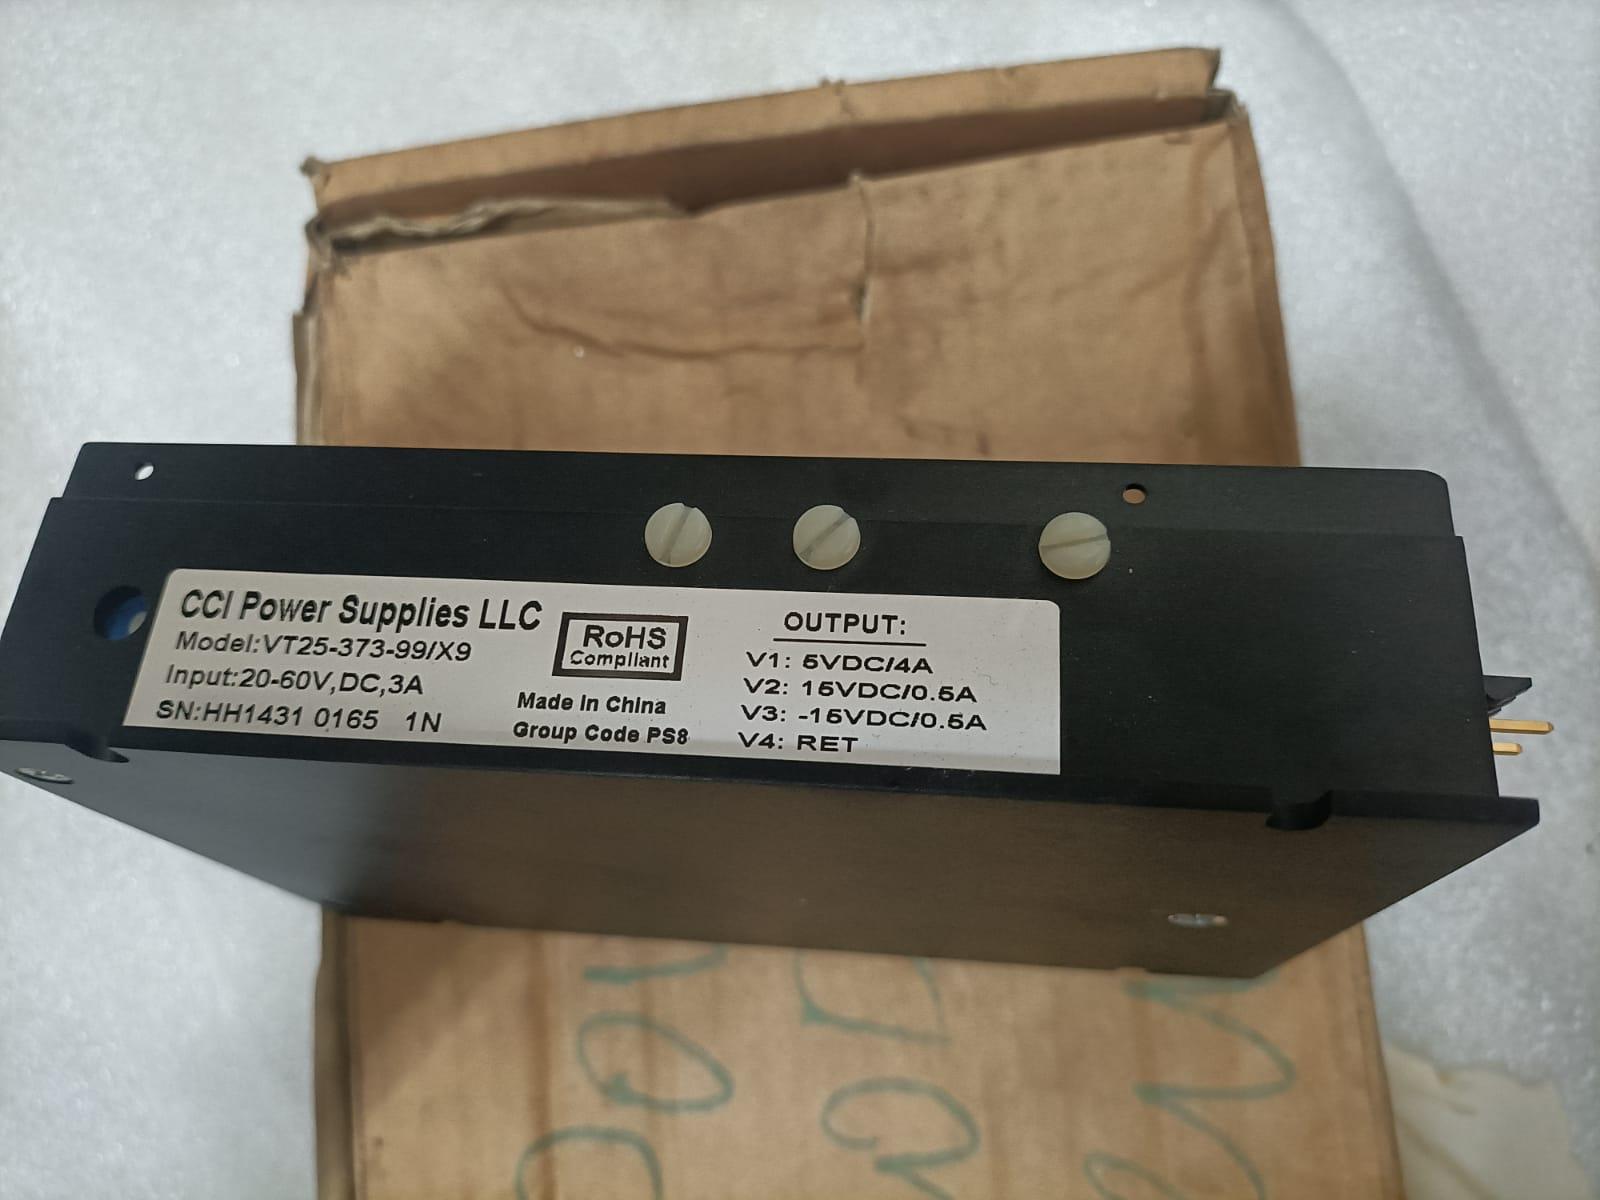 CCI Power Supplies LLC
Model:VT25-373-99/X9
Input:20-60V,DC,3A
SN:HH1431 0165 1N
RoHS
Compliant
Made In China
Group Code PS8
OUTPUT:
V1: 5VDC/4A
V2: 15VDC/0.5A
V3: -15VDC/0.5A
V4: RET